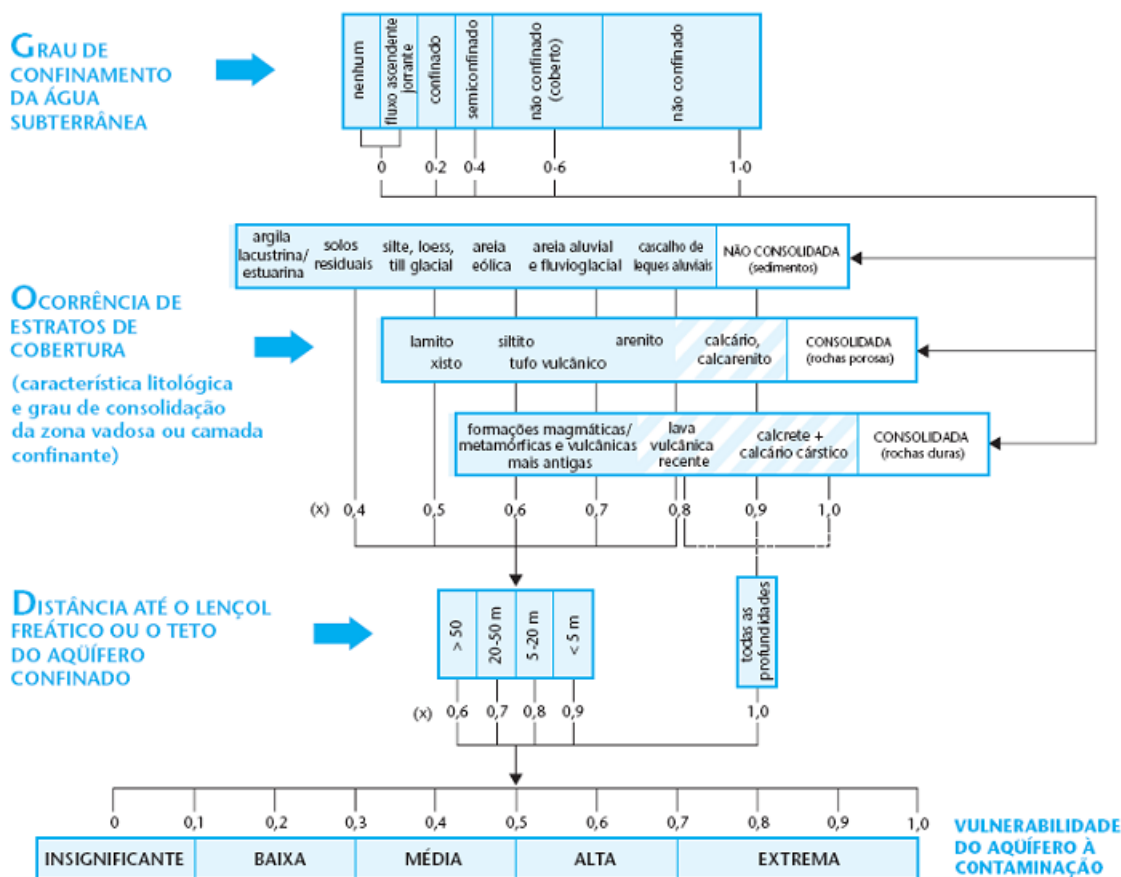 GRAU DE
CONFINAMENTO
DA ÁGUA
SUBTERRÂNEA
nenhum
fluxo ascendente
jorrante
confinado
semiconfinado
não confinado
(coberto)
não confinado
0
0-2
0-4
0-6
1-0
OCORRÊNCIA DE
ESTRATOS DE
COBERTURA
(característica litológica
e grau de consolidação
da zona vadosa ou camada
confinante)
argila
lacustrina/
estuarina
solos
residuais
silte, loess,
till glacial
areia
eólica
areia aluvial
e fluvioglacial
cascalho de
leques aluviais
NÃO CONSOLIDADA
(sedimentos)
lamito
xisto
siltito
tufo vulcânico
arenito
calcário,
calcarenito
CONSOLIDADA
(rochas porosas)
formações magmáticas/
metamórficas e vulcânicas
mais antigas
lava
vulcânica
recente
calcrete +
calcário cárstico
CONSOLIDADA
(rochas duras)
(x) 0,4 0,5 0,6 0,7 0,8 0,9 1,0
DISTÂNCIA ATÉ O LENÇOL
FREÁTICO OU O TETO
DO AQÜÍFERO
CONFINADO
> 50
20-50 m
5-20 m
< 5 m
todas as
profundidades
(x) 0,6 0,7 0,8 0,9 1,0
0 0,1 0,2 0,3 0,4 0,5 0,6 0,7 0,8 0,9 1,0
INSIGNIFICANTE BAIXA MÉDIA ALTA EXTREMA
VULNERABILIDADE
DO AQÜÍFERO À
CONTAMINAÇÃO